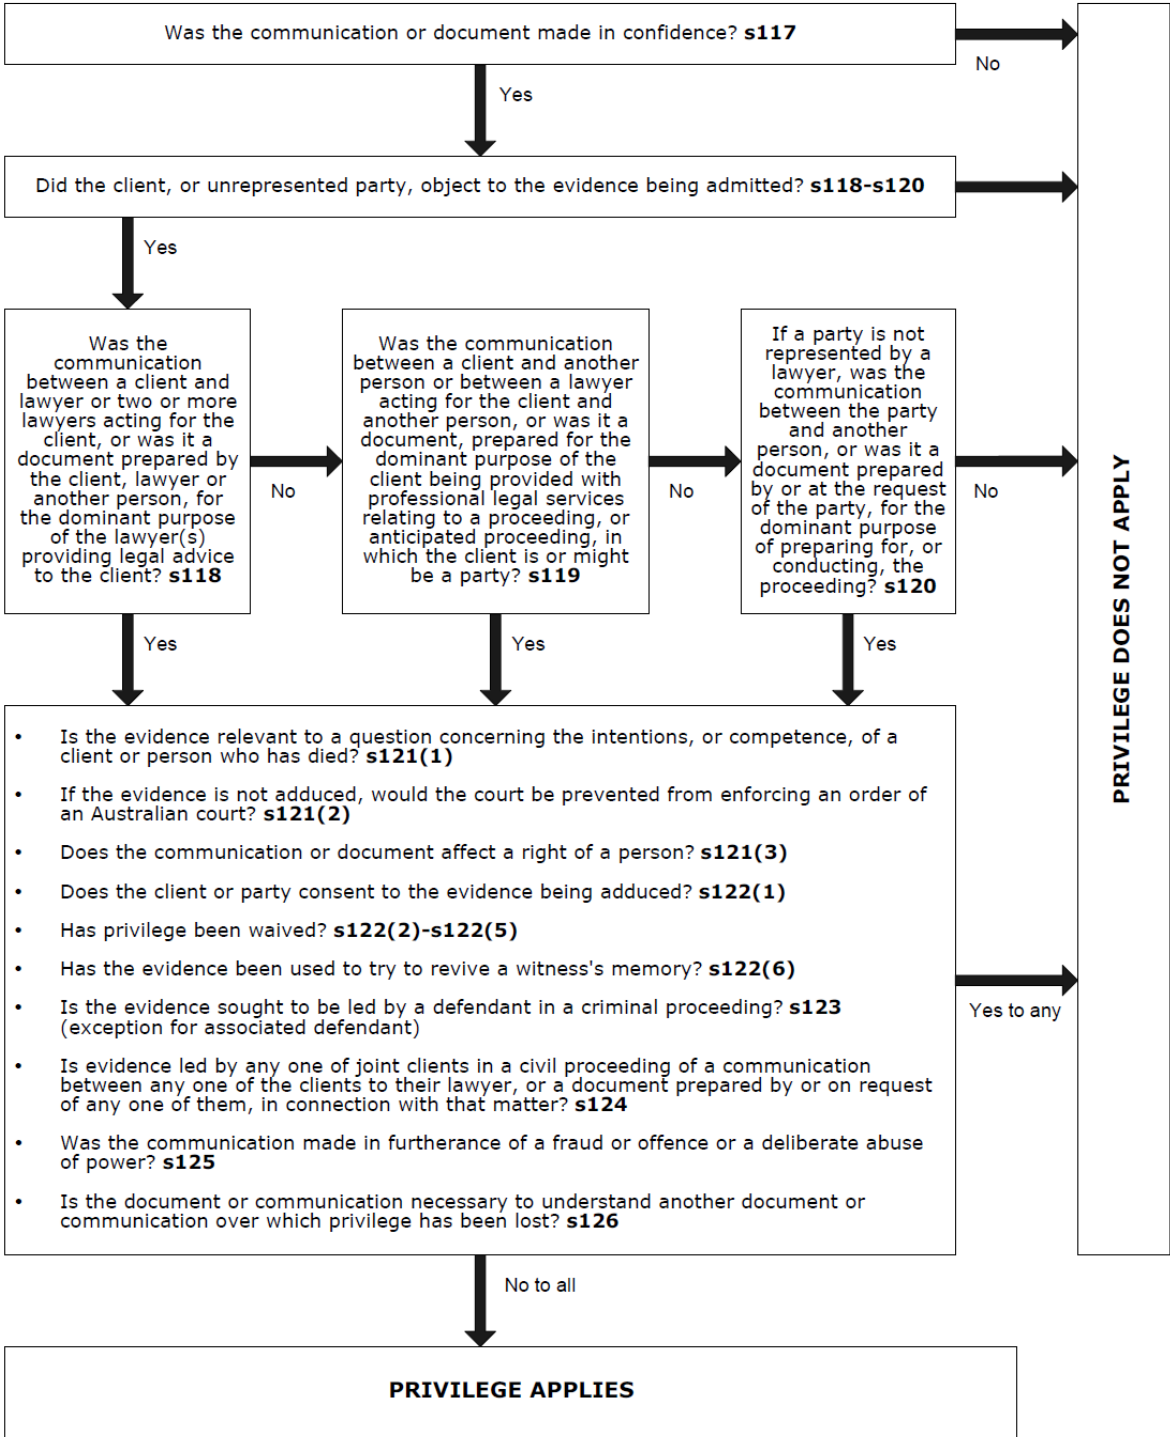 Was the communication or document made in confidence? s117
No
Yes
Did the client, or unrepresented party, object to the evidence being admitted? s118-s120
Yes
Was the
communication
between a client and
lawyer or two or more
lawyers acting for the
client, or was it a
document prepared by
the client, lawyer or
another person, for
the dominant purpose
of the lawyer(s)
providing legal advice
to the client? s118
No
Was the communication
between a client and another
person or between a lawyer
acting for the client and
another person, or was it a
document, prepared for the
dominant purpose of the
client being provided with
professional legal services
relating to a proceeding, or
anticipated proceeding, in
which the client is or might
be a party? s119
No
If a party is not
represented by a
lawyer, was the
communication
between the party
and another
person, or was it a
document prepared
by or at the request
of the party, for the
dominant purpose
of preparing for, or
conducting, the
proceeding? s120
No
PRIVILEGE DOES NOT APPLY
Yes
Yes
Yes
• Is the evidence relevant to a question concerning the intentions, or competence, of a
client or person who has died? s121(1)
• If the evidence is not adduced, would the court be prevented from enforcing an order of
an Australian court? s121(2)
• Does the communication or document affect a right of a person? s121(3)
• Does the client or party consent to the evidence being adduced? s122(1)
• Has privilege been waived? s122(2)-s122(5)
• Has the evidence been used to try to revive a witness's memory? s122(6)
• Is the evidence sought to be led by a defendant in a criminal proceeding? s123
(exception for associated defendant)
• Is evidence led by any one of joint clients in a civil proceeding of a communication
between any one of the clients to their lawyer, or a document prepared by or on request
of any one of them, in connection with that matter? s124
• Was the communication made in furtherance of a fraud or offence or a deliberate abuse
of power? s125
• Is the document or communication necessary to understand another document or
communication over which privilege has been lost? s126
Yes to any
No to all
PRIVILEGE APPLIES